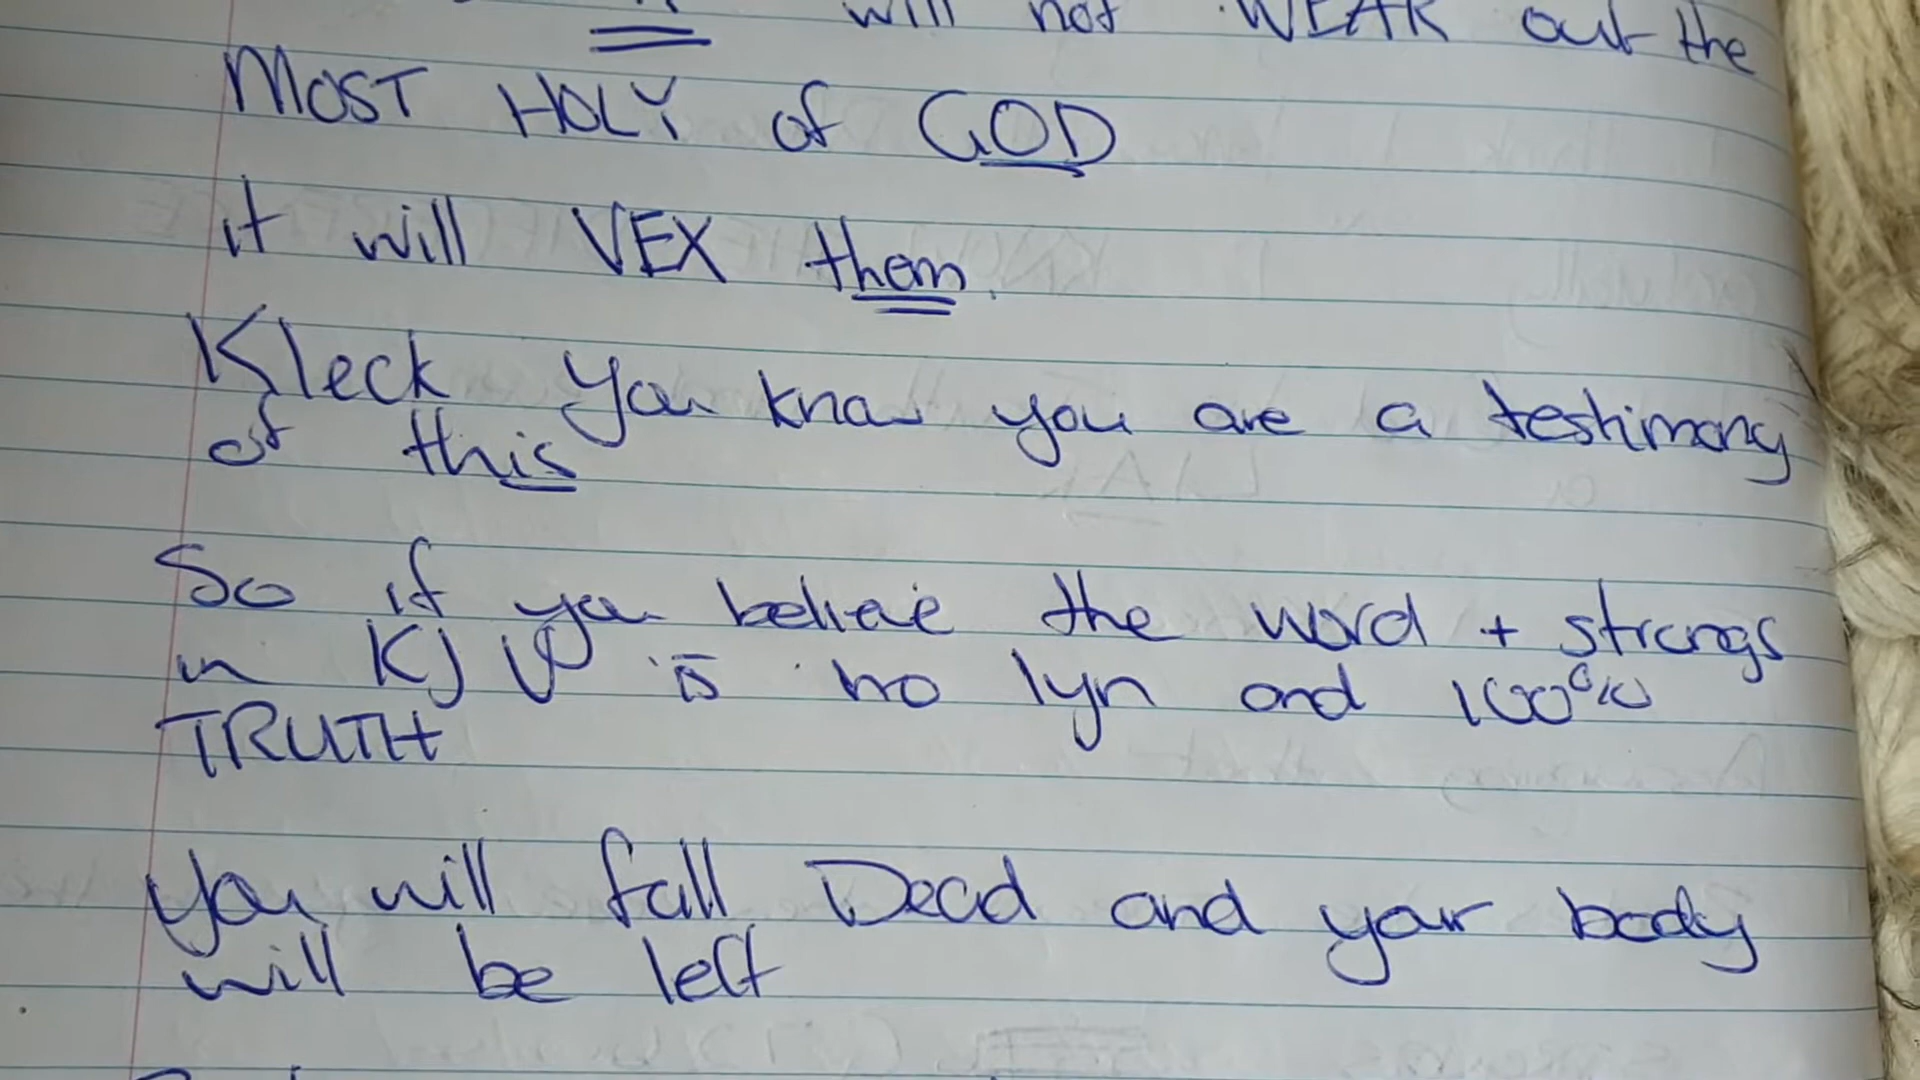 will not WEAR out the
MOST HOLY of GOD
it will VEX them.
Kleck you know you are a testimony
of this
So if you believe the word + strongs
in KJV is no lyn and 100%
TRUTH
you will fall Dead and your body
will be left